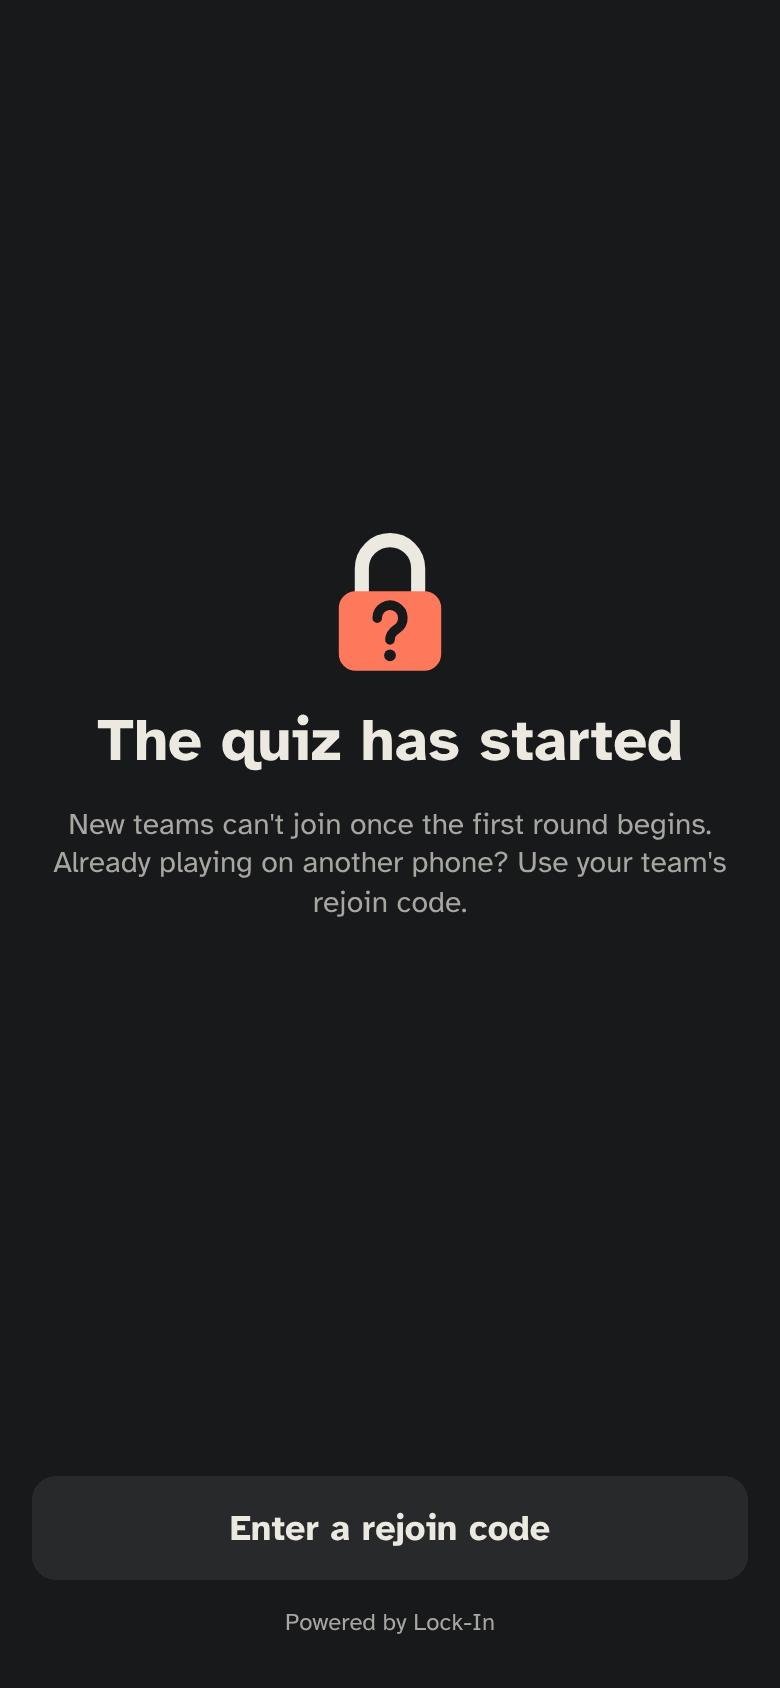 ?
The quiz has started
New teams can't join once the first round begins.
Already playing on another phone? Use your team's
rejoin code.
Enter a rejoin code
Powered by Lock-In